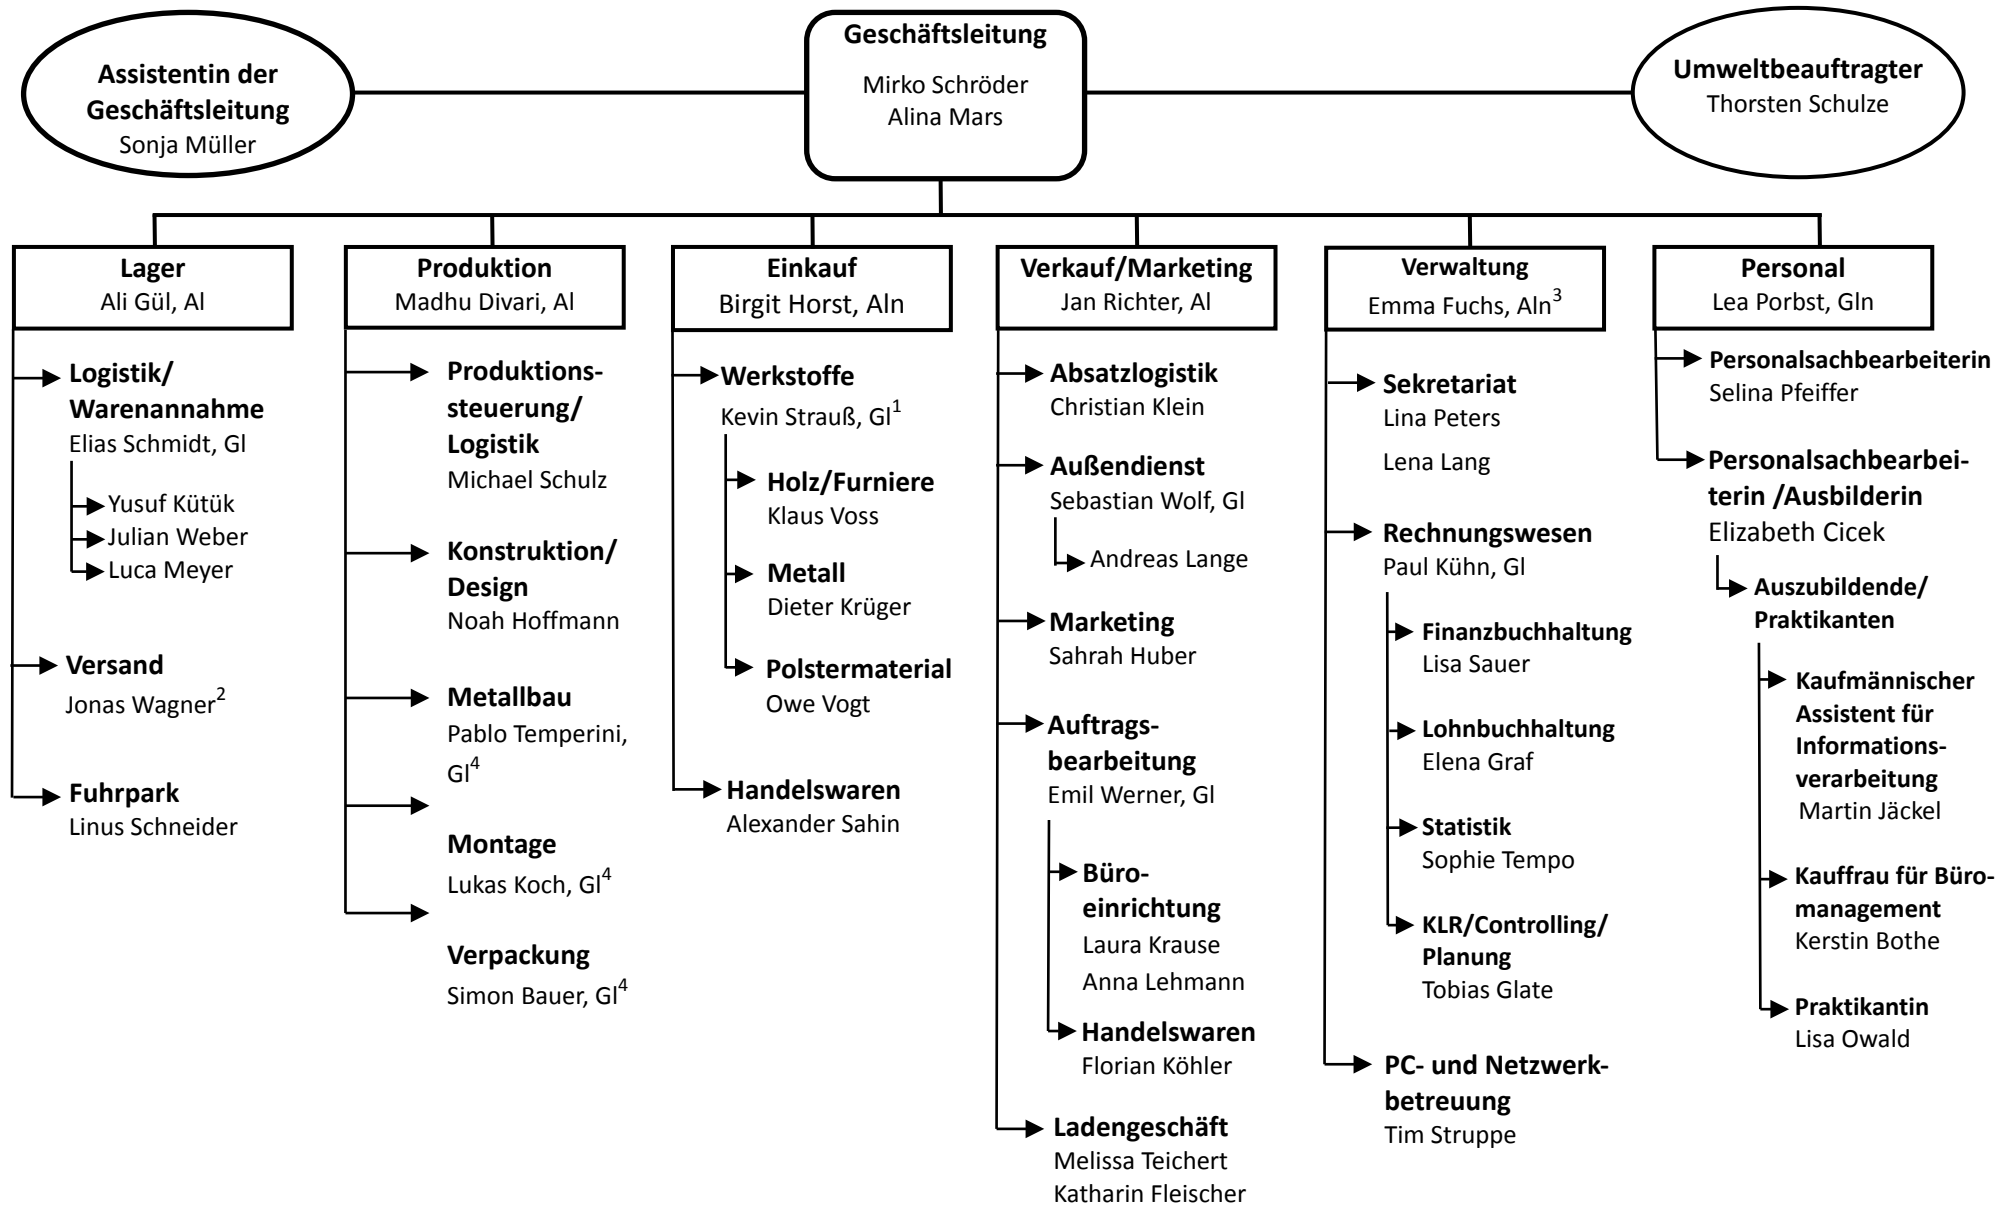 Geschäftsleitung
Mirko Schröder
Alina Mars
Assistentin der
Geschäftsleitung
Sonja Müller
Umweltbeauftragter
Thorsten Schulze
Lager
Ali Gül, Al
Logistik/
Warenannahme
Elias Schmidt, Gl
Yusuf Kütük
Julian Weber
Luca Meyer
Versand
Jonas Wagner²
Fuhrpark
Linus Schneider
Produktion
Madhu Divari, Al
Produktions-
steuerung/
Logistik
Michael Schulz
Konstruktion/
Design
Noah Hoffmann
Metallbau
Pablo Temperini,
Gl⁴
Montage
Lukas Koch, Gl⁴
Verpackung
Simon Bauer, Gl⁴
Einkauf
Birgit Horst, Aln
Werkstoffe
Kevin Strauß, Gl¹
Holz/Furniere
Klaus Voss
Metall
Dieter Krüger
Polstermaterial
Owe Vogt
Handelswaren
Alexander Sahin
Verkauf/Marketing
Jan Richter, Al
Absatzlogistik
Christian Klein
Außendienst
Sebastian Wolf, Gl
Andreas Lange
Marketing
Sahrah Huber
Auftrags-
bearbeitung
Emil Werner, Gl
Büro-
einrichtung
Laura Krause
Anna Lehmann
Handelswaren
Florian Köhler
Ladengeschäft
Melissa Teichert
Katharin Fleischer
Verwaltung
Emma Fuchs, Aln³
Sekretariat
Lina Peters
Lena Lang
Rechnungswesen
Paul Kühn, Gl
Finanzbuchhaltung
Lisa Sauer
Lohnbuchhaltung
Elena Graf
Statistik
Sophie Tempo
KLR/Controlling/
Planung
Tobias Glate
PC- und Netzwerk-
betreuung
Tim Struppe
Personal
Lea Porbst, Gln
Personalsachbearbeiterin
Selina Pfeiffer
Personalsachbearbei-
terin /Ausbilderin
Elizabeth Cicek
Auszubildende/
Praktikanten
Kaufmännischer
Assistent für
Informations-
verarbeitung
Martin Jäckel
Kauffrau für Büro-
management
Kerstin Bothe
Praktikantin
Lisa Owald